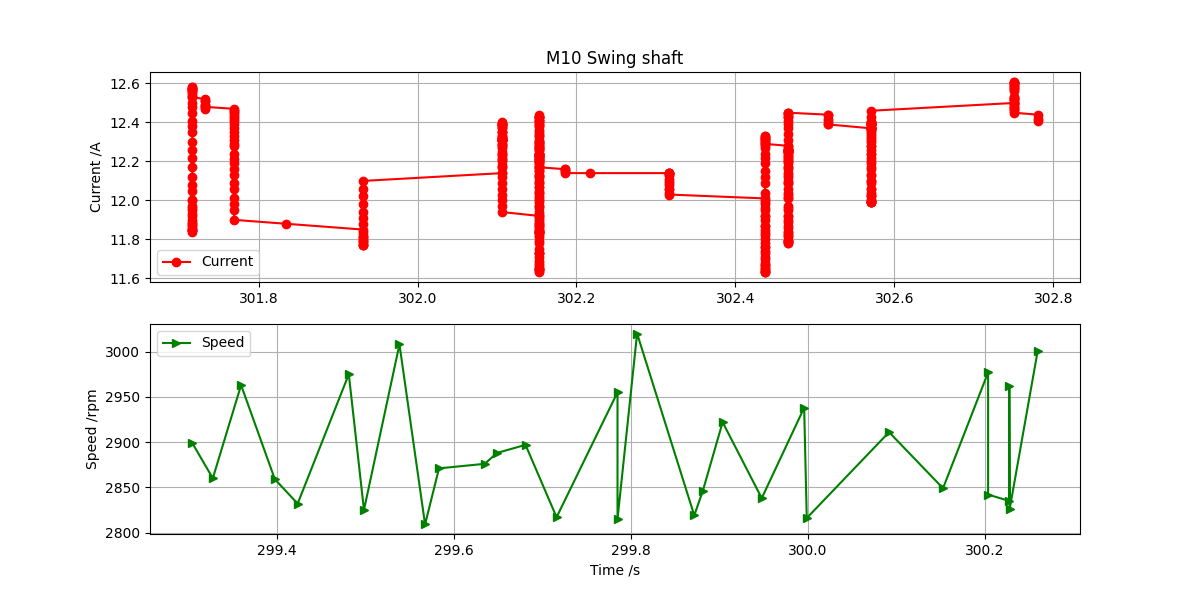 M10 Swing shaft
12.6
12.4
12.2
12.0
11.8
11.6
Current /A
Current
301.8 302.0 302.2 302.4 302.6 302.8
3000
2950
2900
2850
2800
Speed /rpm
Speed
299.4 299.6 299.8 300.0 300.2
Time /s